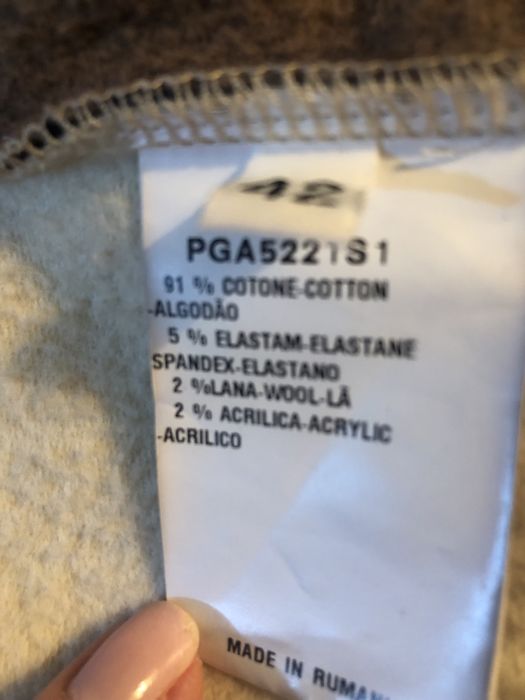 42
PGA5221S1
91 % COTONE-COTTON
-ALGODÃO
5 % ELASTAM-ELASTANE
SPANDEX-ELASTANO
2 %LANA-WOOL-LÃ
2 % ACRILICA-ACRYLIC
-ACRILICO
MADE IN RUMAN